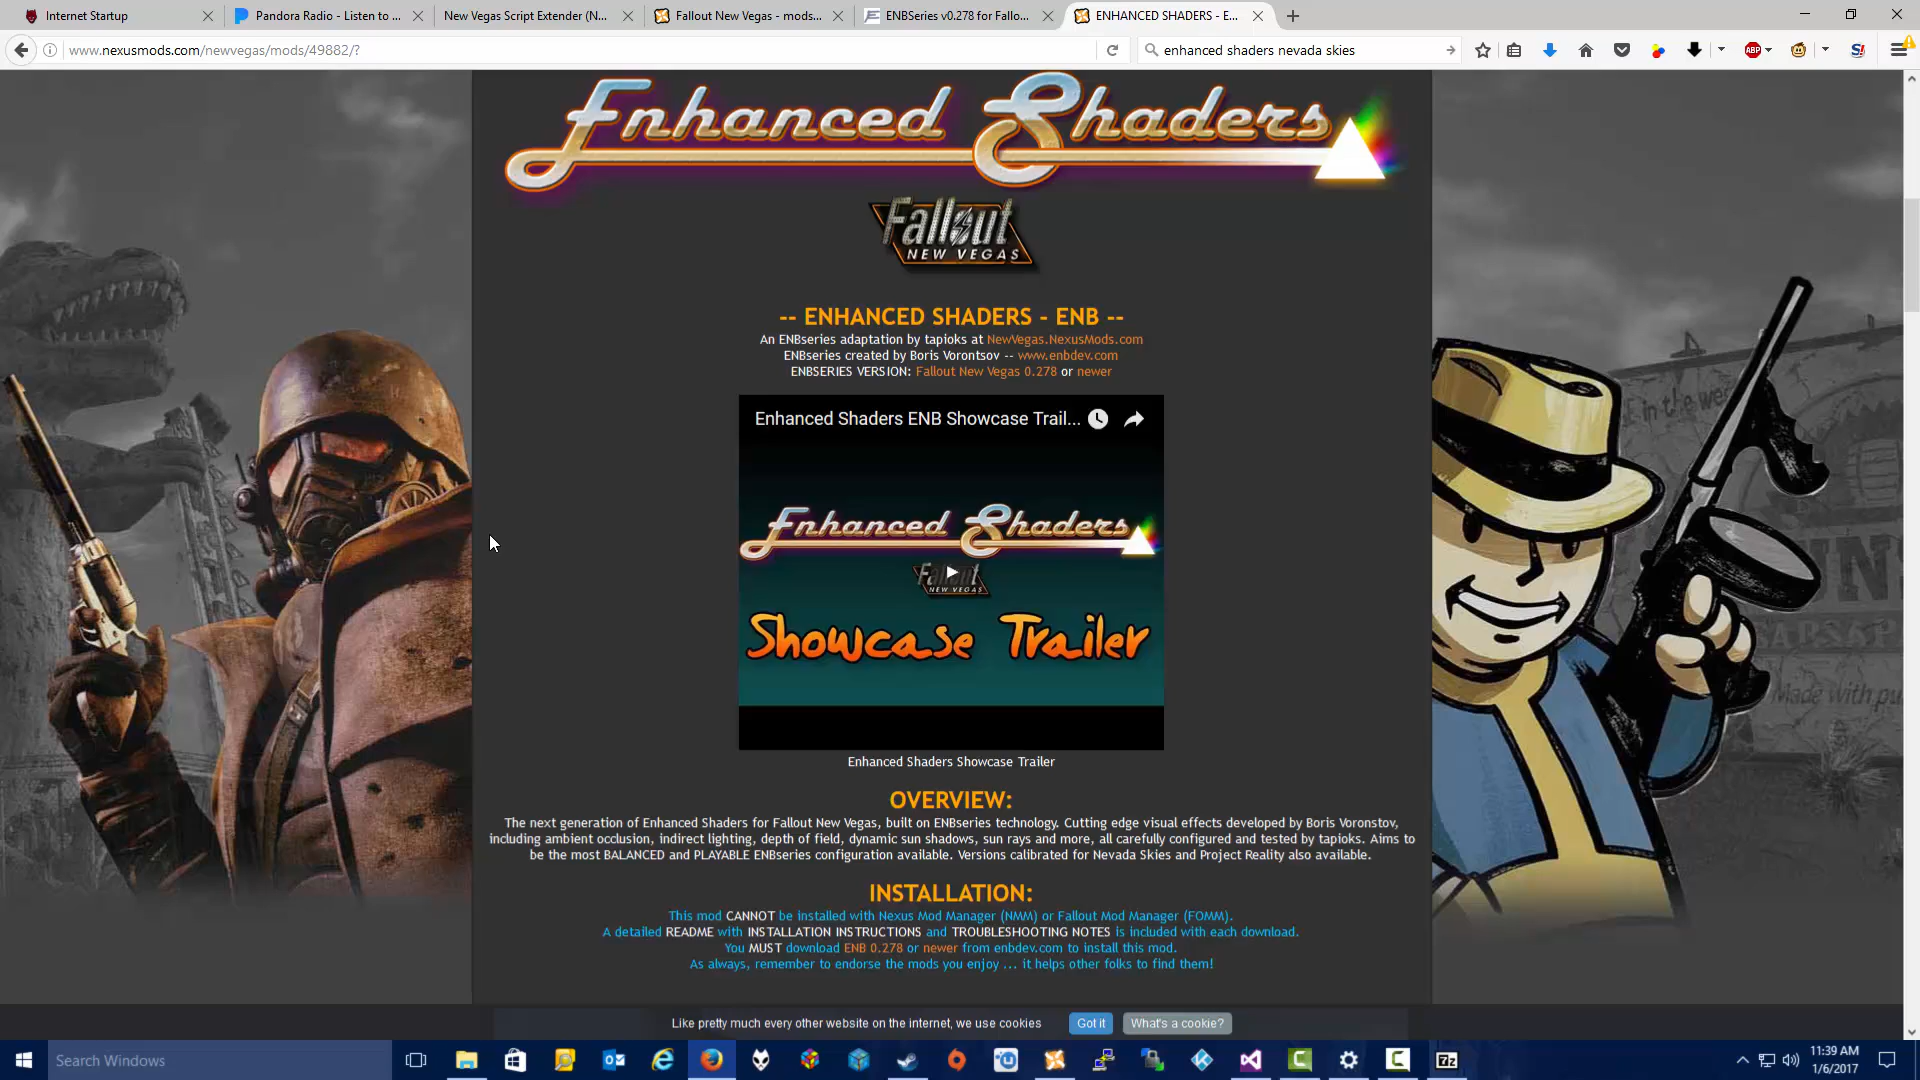 Internet Startup
Pandora Radio - Listen to ...
New Vegas Script Extender (N...
Fallout New Vegas - mods...
ENBSeries v0.278 for Fallo...
ENHANCED SHADERS - E...
www.nexusmods.com/newvegas/mods/49882/?
enhanced shaders nevada skies
ABP
S!
Enhanced Shaders
Fallout
NEW VEGAS
-- ENHANCED SHADERS - ENB --
An ENBseries adaptation by tapioks at NewVegas.NexusMods.com
ENBseries created by Boris Vorontsov -- www.enbdev.com
ENBSERIES VERSION: Fallout New Vegas 0.278 or newer
Enhanced Shaders ENB Showcase Trail...
Enhanced Shaders
Fallout
NEW VEGAS
Showcase Trailer
Enhanced Shaders Showcase Trailer
OVERVIEW:
The next generation of Enhanced Shaders for Fallout New Vegas, built on ENBseries technology. Cutting edge visual effects developed by Boris Voronstov,
including ambient occlusion, indirect lighting, depth of field, dynamic sun shadows, sun rays and more, all carefully configured and tested by tapioks. Aims to
be the most BALANCED and PLAYABLE ENBseries configuration available. Versions calibrated for Nevada Skies and Project Reality also available.
INSTALLATION:
This mod CANNOT be installed with Nexus Mod Manager (NMM) or Fallout Mod Manager (FOMM).
A detailed README with INSTALLATION INSTRUCTIONS and TROUBLESHOOTING NOTES is included with each download.
You MUST download ENB 0.278 or newer from enbdev.com to install this mod.
As always, remember to endorse the mods you enjoy ... it helps other folks to find them!
in the we
Made with pu
Like pretty much every other website on the internet, we use cookies
Got it
What's a cookie?
Search Windows
7z
11:39 AM
1/6/2017